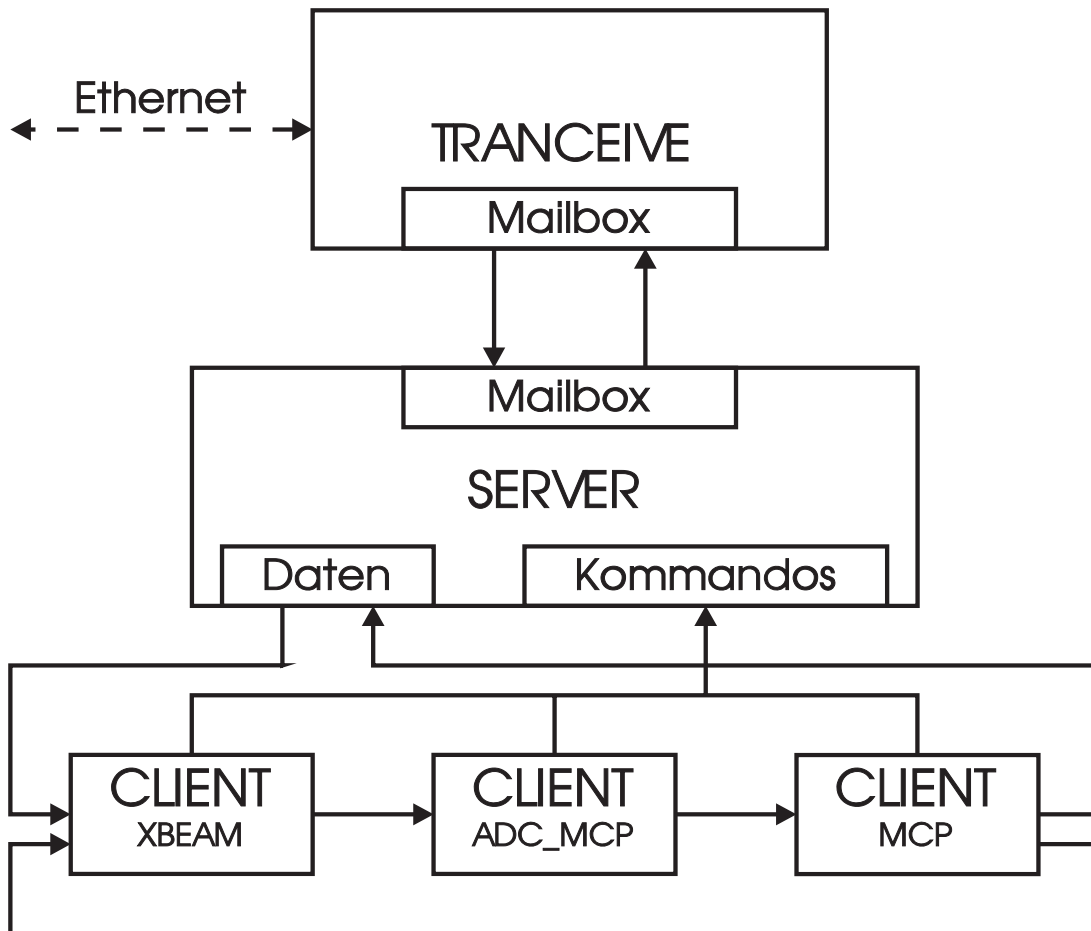 Ethernet
TRANCEIVE
Mailbox
Mailbox
SERVER
Daten
Kommandos
CLIENT
XBEAM
CLIENT
ADC_MCP
CLIENT
MCP